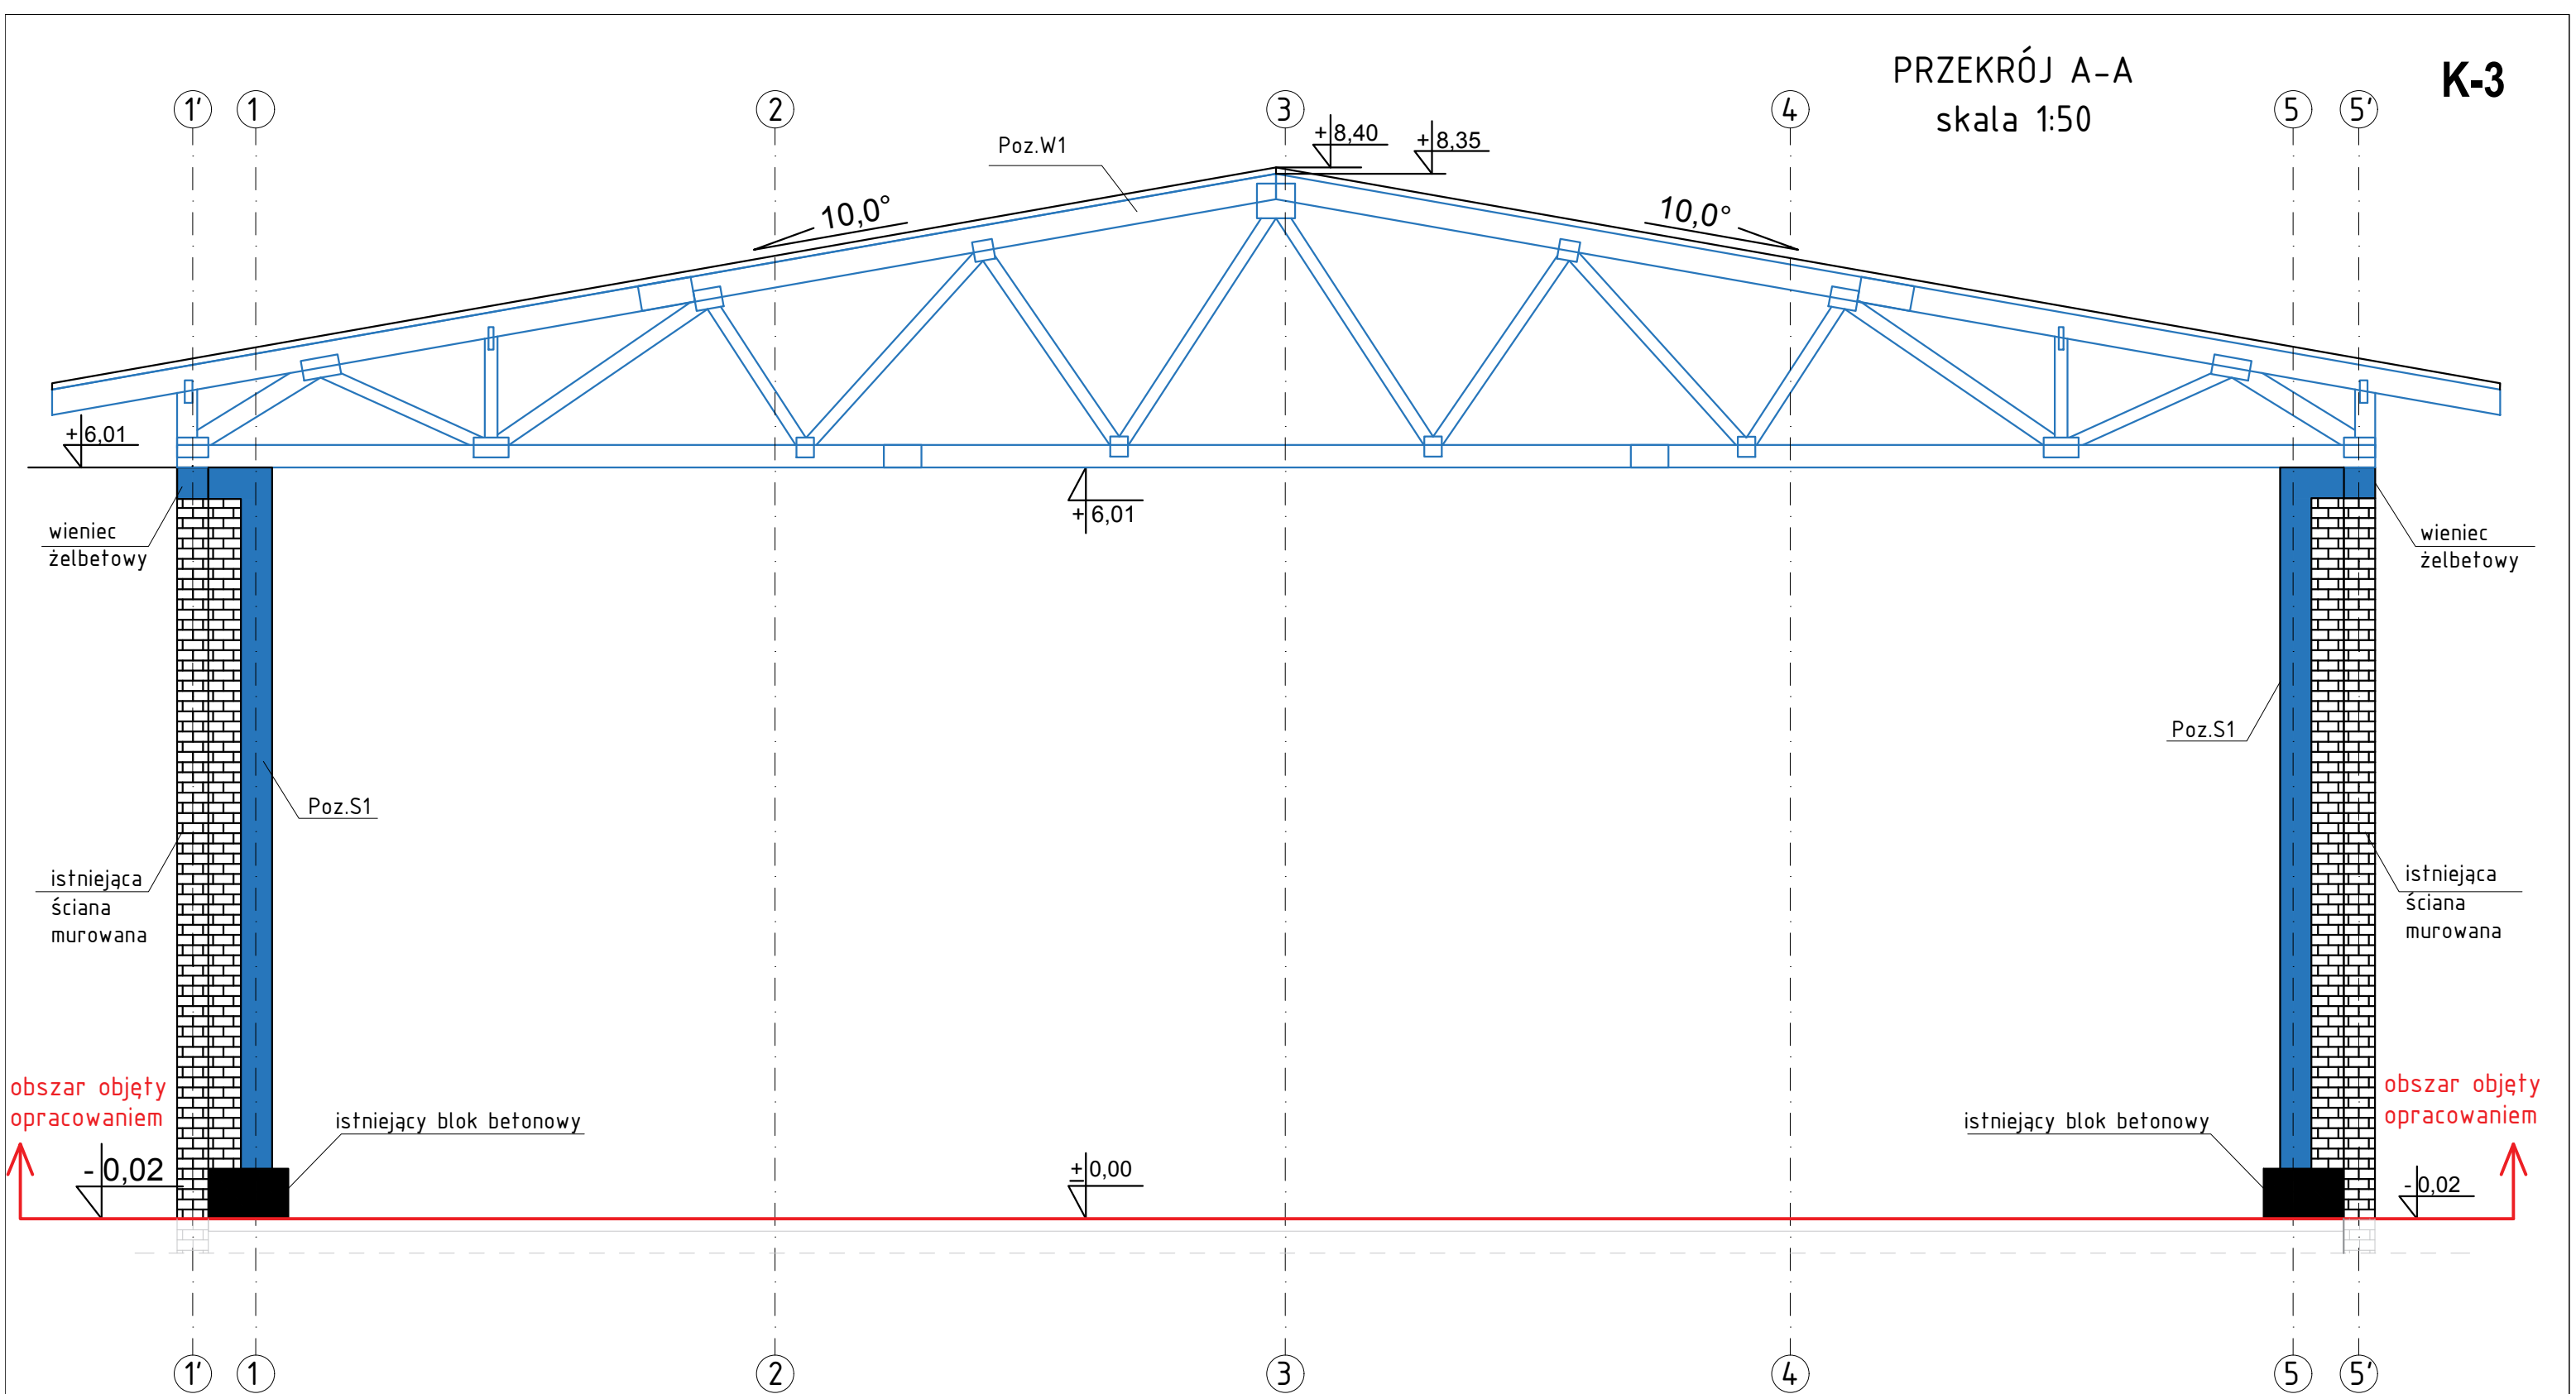 PRZEKRÓJ A-A
skala 1:50
K-3
1' 1 2 3 4 5 5'
Poz.W1
+8,40
+8,35
10,0°
10,0°
+6,01
+6,01
wieniec
żelbetowy
wieniec
żelbetowy
Poz.S1
Poz.S1
istniejąca
ściana
murowana
istniejąca
ściana
murowana
obszar objęty
opracowaniem
obszar objęty
opracowaniem
istniejący blok betonowy
istniejący blok betonowy
-0,02
±0,00
-0,02
1' 1 2 3 4 5 5'